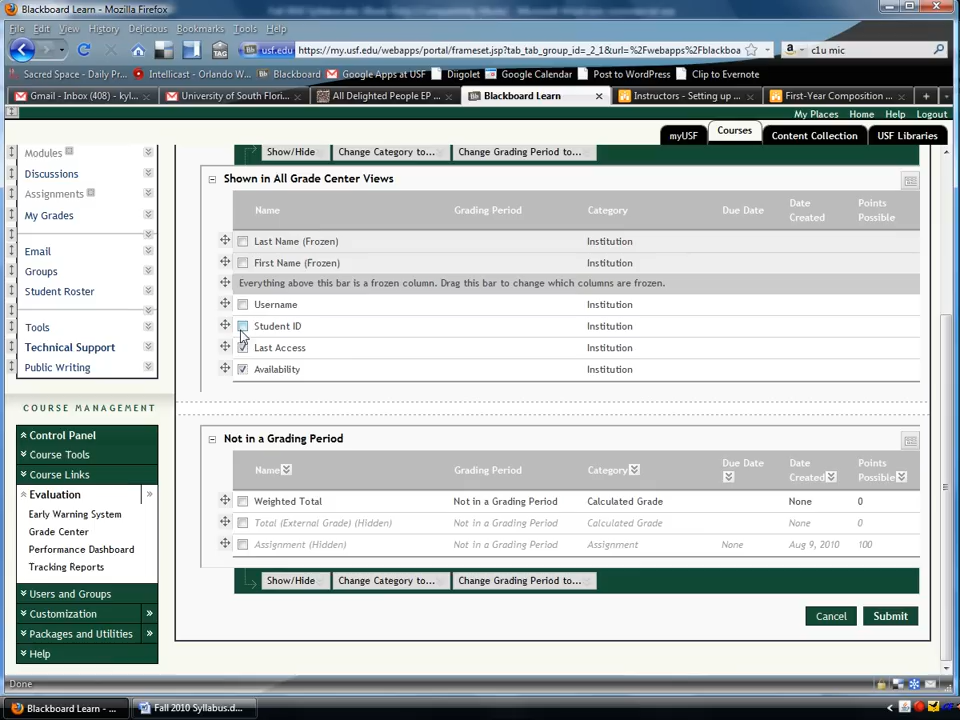 Blackboard Learn - Mozilla Firefox
File Edit View History Delicious Bookmarks Tools Help
usf.edu https://my.usf.edu/webapps/portal/frameset.jsp?tab_tab_group_id=_2_1&url=%2Fwebapps%2Fblackboa c1u mic
Sacred Space - Daily Pr... Intellicast - Orlando W... Blackboard Google Apps at USF Diigolet Google Calendar Post to WordPress Clip to Evernote
Gmail - Inbox (408) - kyl... University of South Flori... All Delighted People EP ... Blackboard Learn Instructors - Setting up ... First-Year Composition ...
My Places Home Help Logout
myUSF Courses Content Collection USF Libraries
Modules
Discussions
Assignments
My Grades
Email
Groups
Student Roster
Tools
Technical Support
Public Writing
COURSE MANAGEMENT
Control Panel
Course Tools
Course Links
Evaluation
Early Warning System
Grade Center
Performance Dashboard
Tracking Reports
Users and Groups
Customization
Packages and Utilities
Help
Show/Hide Change Category to... Change Grading Period to...
Shown in All Grade Center Views
Name Grading Period Category Due Date Date Created Points Possible
Last Name (Frozen) Institution
First Name (Frozen) Institution
Everything above this bar is a frozen column. Drag this bar to change which columns are frozen.
Username Institution
Student ID Institution
Last Access Institution
Availability Institution
Not in a Grading Period
Name Grading Period Category Due Date Date Created Points Possible
Weighted Total Not in a Grading Period Calculated Grade None 0
Total (External Grade) (Hidden) Not in a Grading Period Calculated Grade None 0
Assignment (Hidden) Not in a Grading Period Assignment None Aug 9, 2010 100
Show/Hide Change Category to... Change Grading Period to...
Cancel Submit
Done
Blackboard Learn - ... Fall 2010 Syllabus.d...